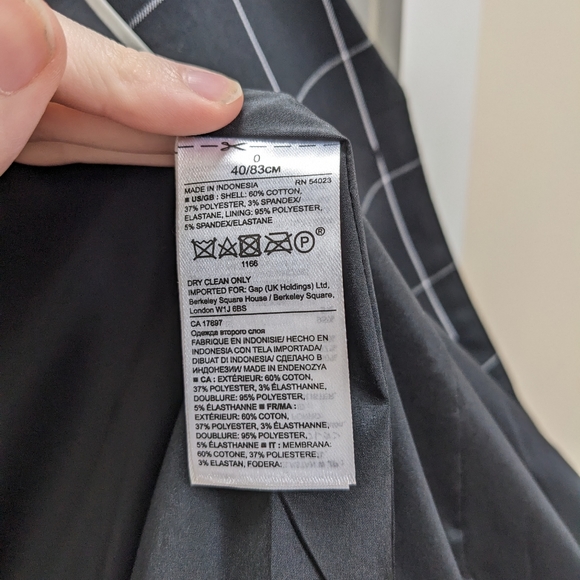 0
40/83CM
MADE IN INDONESIA RN 54023
■ US/GB : SHELL: 60% COTTON,
37% POLYESTER, 3% SPANDEX/
ELASTANE, LINING: 95% POLYESTER,
5% SPANDEX/ELASTANE
P®
1166
DRY CLEAN ONLY
IMPORTED FOR: Gap (UK Holdings) Ltd,
Berkeley Square House / Berkeley Square,
London W1J 6BS
CA 17897
Одежда второго слоя
FABRIQUE EN INDONISIE/ HECHO EN
INDONESIA CON TELA IMPORTADA/
DIBUAT DI INDONESIA/ СДЕЛАНО В
ИНДОНЕЗИИ/ MADE IN ENDENOZYA
■ CA : EXTÉRIEUR: 60% COTON,
37% POLYESTER, 3% ÉLASTHANNE,
DOUBLURE: 95% POLYESTER,
5% ÉLASTHANNE ■ FR/MA :
EXTÉRIEUR: 60% COTON,
37% POLYESTER, 3% ÉLASTHANNE,
DOUBLURE: 95% POLYESTER,
5% ÉLASTHANNE ■ IT : MEMBRANA:
60% COTONE, 37% POLIESTERE,
3% ELASTAN, FODERA: